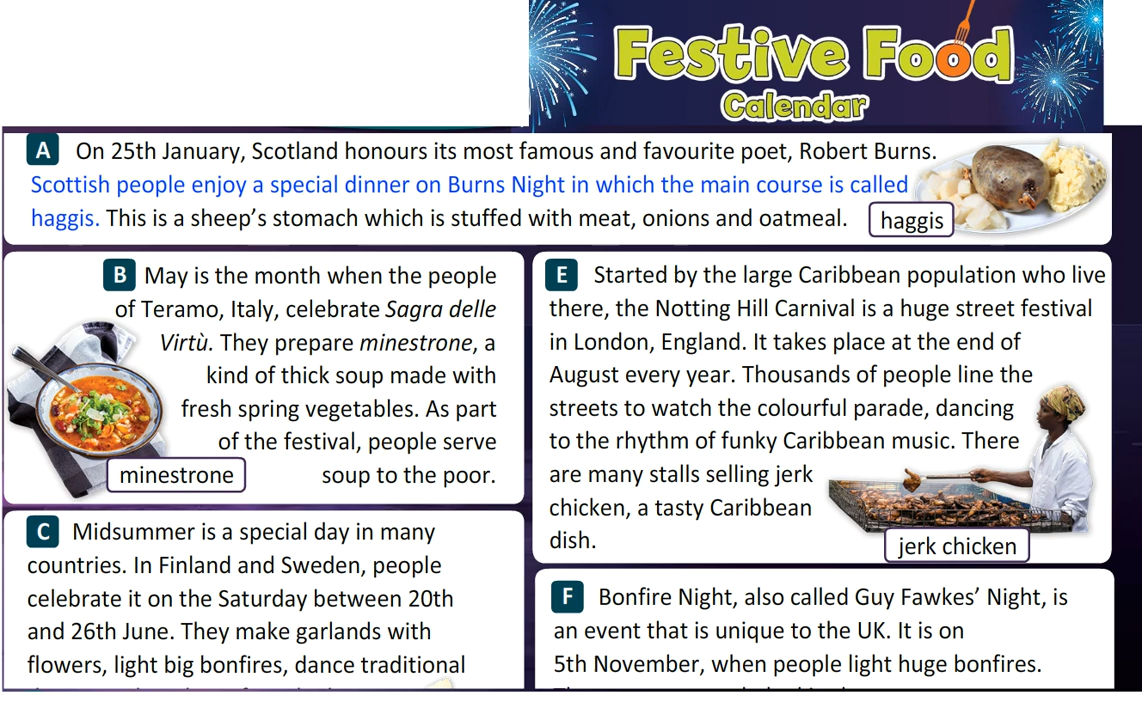 Festive Food
Calendar
A On 25th January, Scotland honours its most famous and favourite poet, Robert Burns.
Scottish people enjoy a special dinner on Burns Night in which the main course is called
haggis. This is a sheep's stomach which is stuffed with meat, onions and oatmeal.
haggis
B May is the month when the people
of Teramo, Italy, celebrate Sagra delle
Virtù. They prepare minestrone, a
kind of thick soup made with
fresh spring vegetables. As part
of the festival, people serve
soup to the poor.
minestrone
C Midsummer is a special day in many
countries. In Finland and Sweden, people
celebrate it on the Saturday between 20th
and 26th June. They make garlands with
flowers, light big bonfires, dance traditional
E Started by the large Caribbean population who live
there, the Notting Hill Carnival is a huge street festival
in London, England. It takes place at the end of
August every year. Thousands of people line the
streets to watch the colourful parade, dancing
to the rhythm of funky Caribbean music. There
are many stalls selling jerk
chicken, a tasty Caribbean
dish.
jerk chicken
F Bonfire Night, also called Guy Fawkes' Night, is
an event that is unique to the UK. It is on
5th November, when people light huge bonfires.